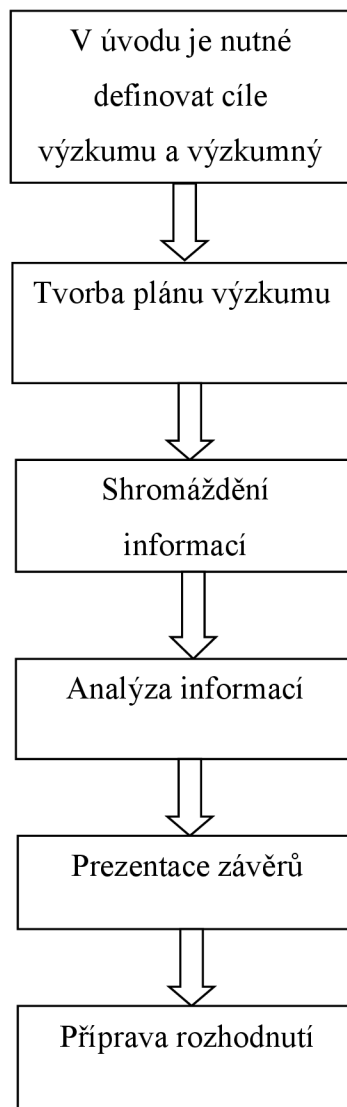 V úvodu je nutné
definovat cíle
výzkumu a výzkumný
Tvorba plánu výzkumu
Shromáždění
informací
Analýza informací
Prezentace závěrů
Příprava rozhodnutí